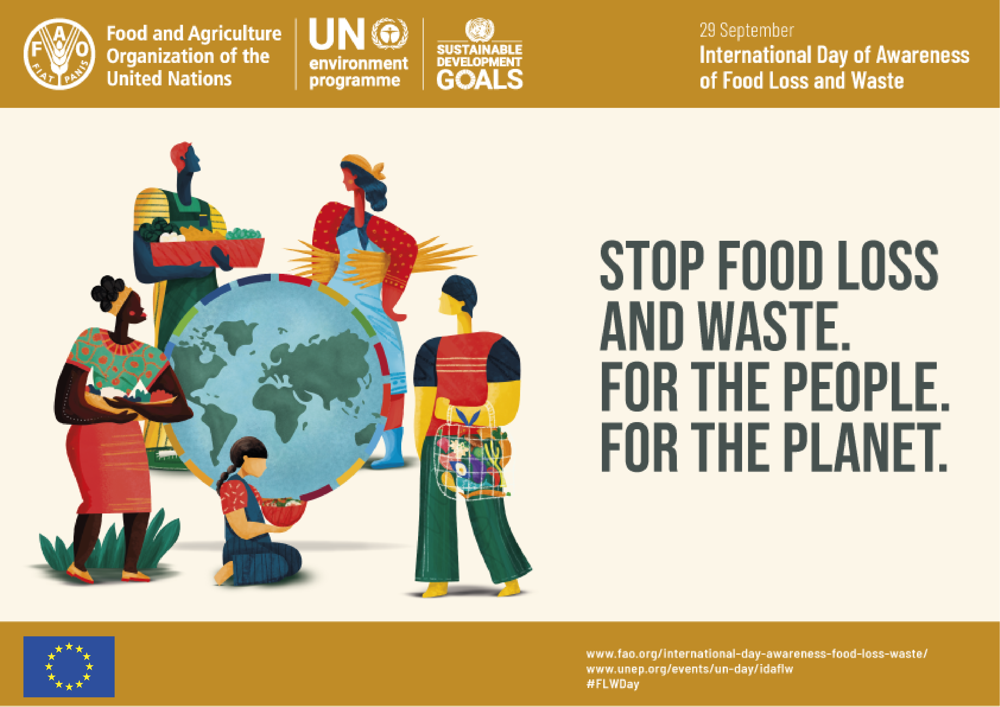 FAO
FIAT PANIS
Food and Agriculture
Organization of the
United Nations
UN
environment
programme
SUSTAINABLE
DEVELOPMENT
GOALS
29 September
International Day of Awareness
of Food Loss and Waste
STOP FOOD LOSS
AND WASTE.
FOR THE PEOPLE.
FOR THE PLANET.
www.fao.org/international-day-awareness-food-loss-waste/
www.unep.org/events/un-day/idaflw
#FLWDay